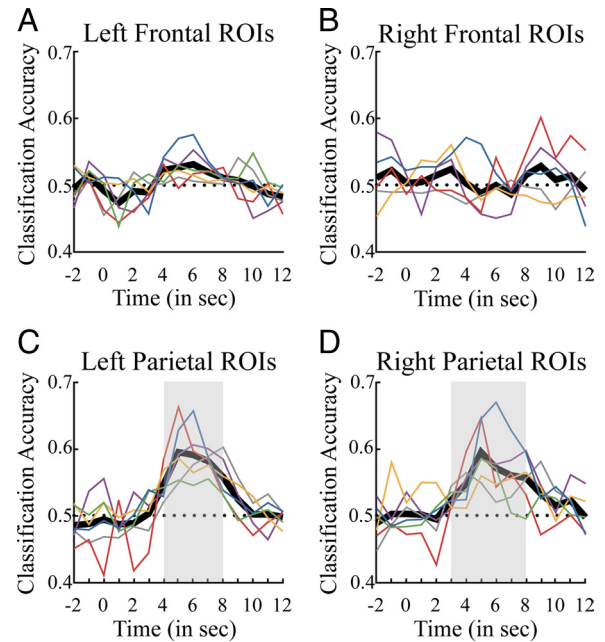 A
Left Frontal ROIs
Classification Accuracy
0.7
0.6
0.5
0.4
-2 0 2 4 6 8 10 12
Time (in sec)
B
Right Frontal ROIs
Classification Accuracy
0.7
0.6
0.5
0.4
-2 0 2 4 6 8 10 12
Time (in sec)
C
Left Parietal ROIs
Classification Accuracy
0.7
0.6
0.5
0.4
-2 0 2 4 6 8 10 12
Time (in sec)
D
Right Parietal ROIs
Classification Accuracy
0.7
0.6
0.5
0.4
-2 0 2 4 6 8 10 12
Time (in sec)